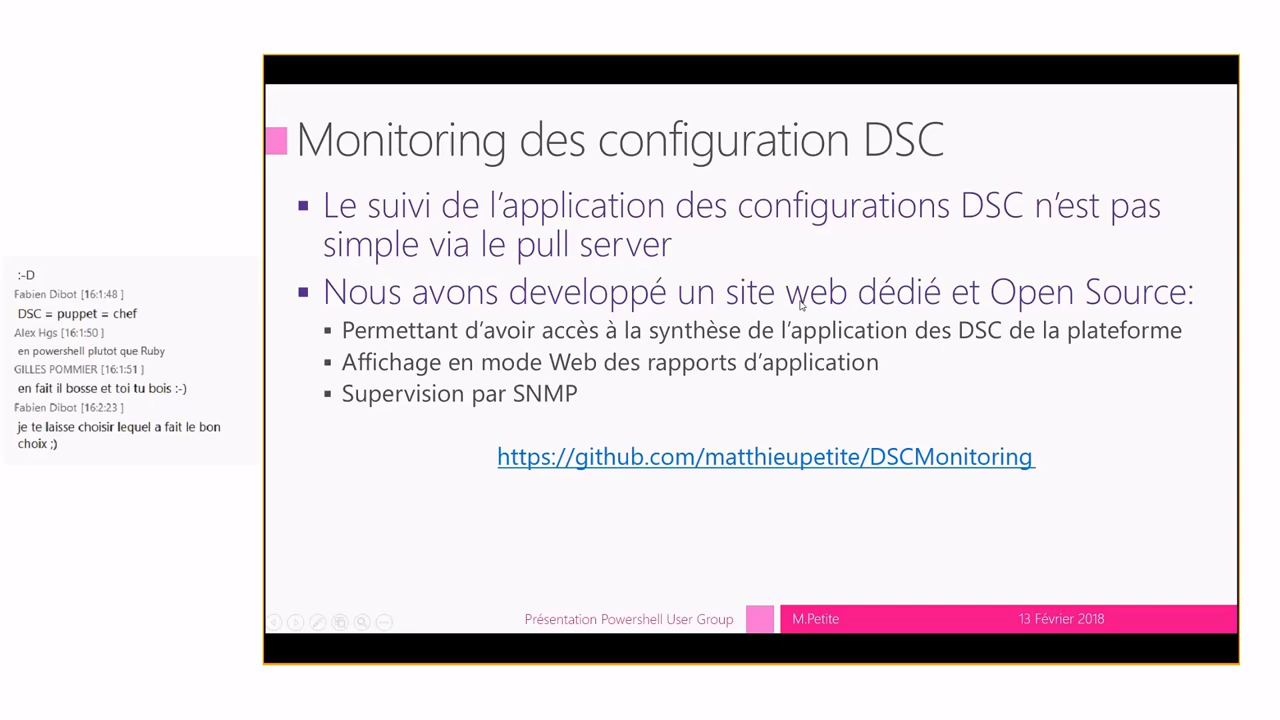 :-D
Fabien Dibot [16:1:48 ]
DSC = puppet = chef
Alex Hgs [16:1:50 ]
en powershell plutot que Ruby
GILLES POMMIER [16:1:51 ]
en fait il bosse et toi tu bois :-)
Fabien Dibot [16:2:23 ]
je te laisse choisir lequel a fait le bon
choix ;)
Monitoring des configuration DSC
Le suivi de l’application des configurations DSC n’est pas
simple via le pull server
Nous avons developpé un site web dédié et Open Source:
Permettant d’avoir accès à la synthèse de l’application des DSC de la plateforme
Affichage en mode Web des rapports d’application
Supervision par SNMP
https://github.com/matthieupetite/DSCMonitoring
Présentation Powershell User Group
M.Petite
13 Février 2018